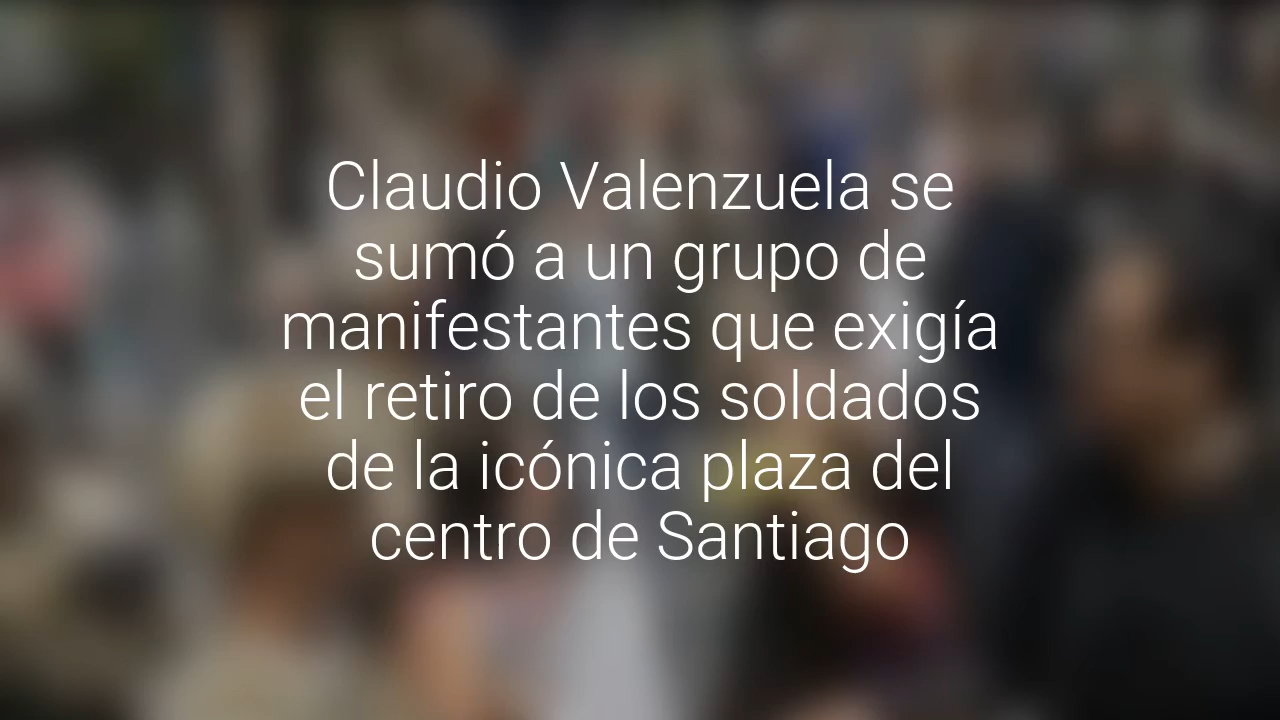 Claudio Valenzuela se
sumó a un grupo de
manifestantes que exigía
el retiro de los soldados
de la icónica plaza del
centro de Santiago